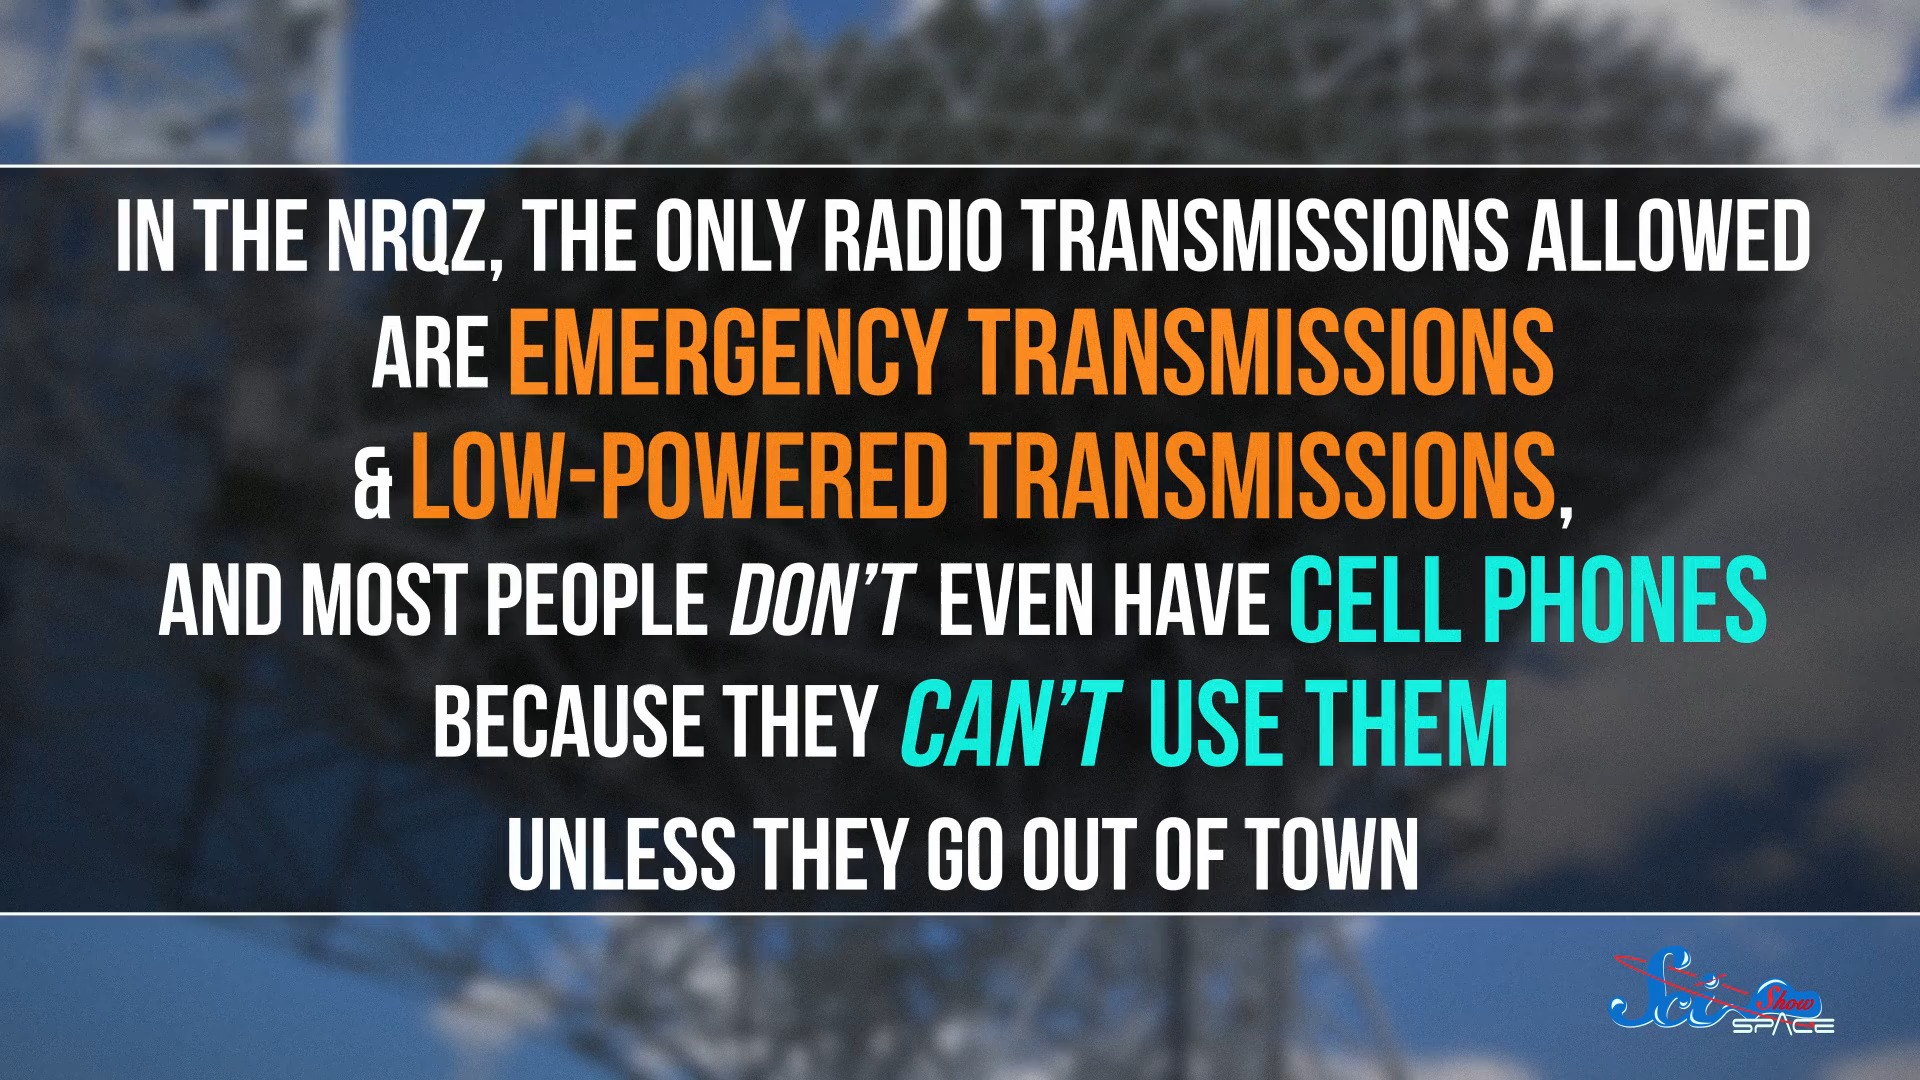 IN THE NRQZ, THE ONLY RADIO TRANSMISSIONS ALLOWED
ARE EMERGENCY TRANSMISSIONS
& LOW-POWERED TRANSMISSIONS,
AND MOST PEOPLE DON'T EVEN HAVE CELL PHONES
BECAUSE THEY CAN'T USE THEM
UNLESS THEY GO OUT OF TOWN
Sci Show
SPACE